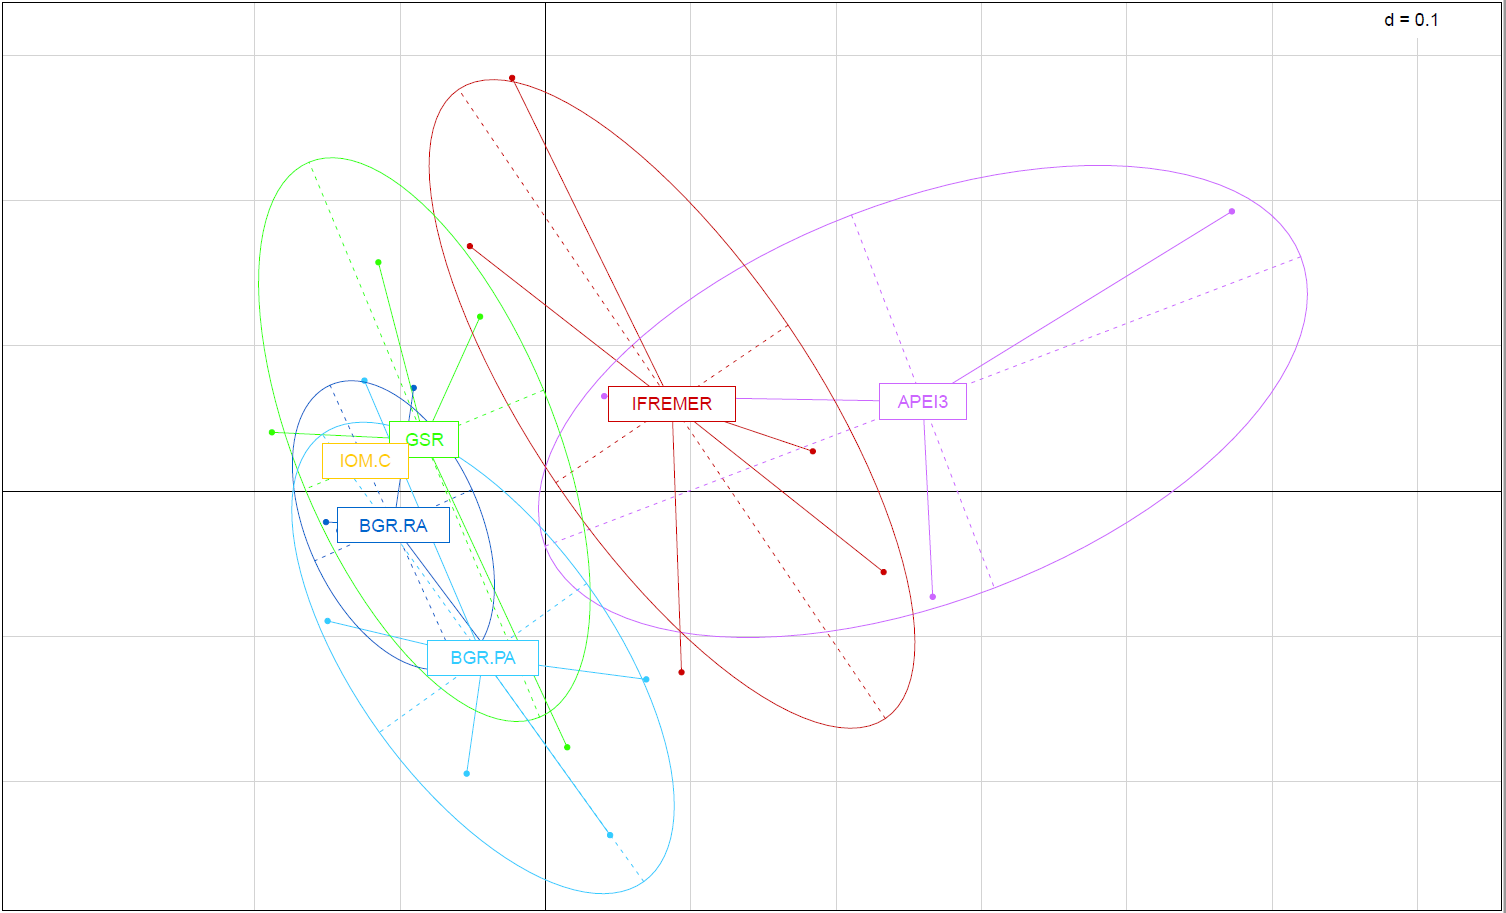 d = 0.1
IFREMER
APEI3
GSR
IOM.C
BGR.RA
BGR.PA